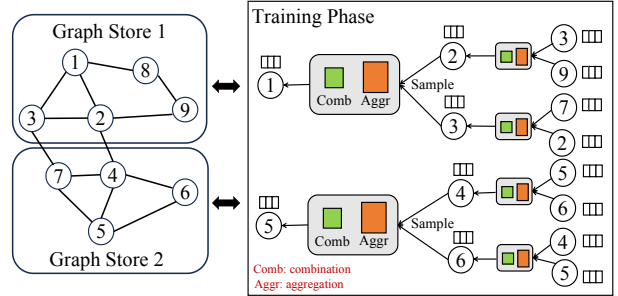 Graph Store 1
1
8
3
2
9
7
4
6
5
Graph Store 2
Training Phase
1
Comb Aggr
Sample
2
3
3
9
7
2
5
Comb Aggr
Sample
4
6
5
6
4
5
Comb: combination
Aggr: aggregation